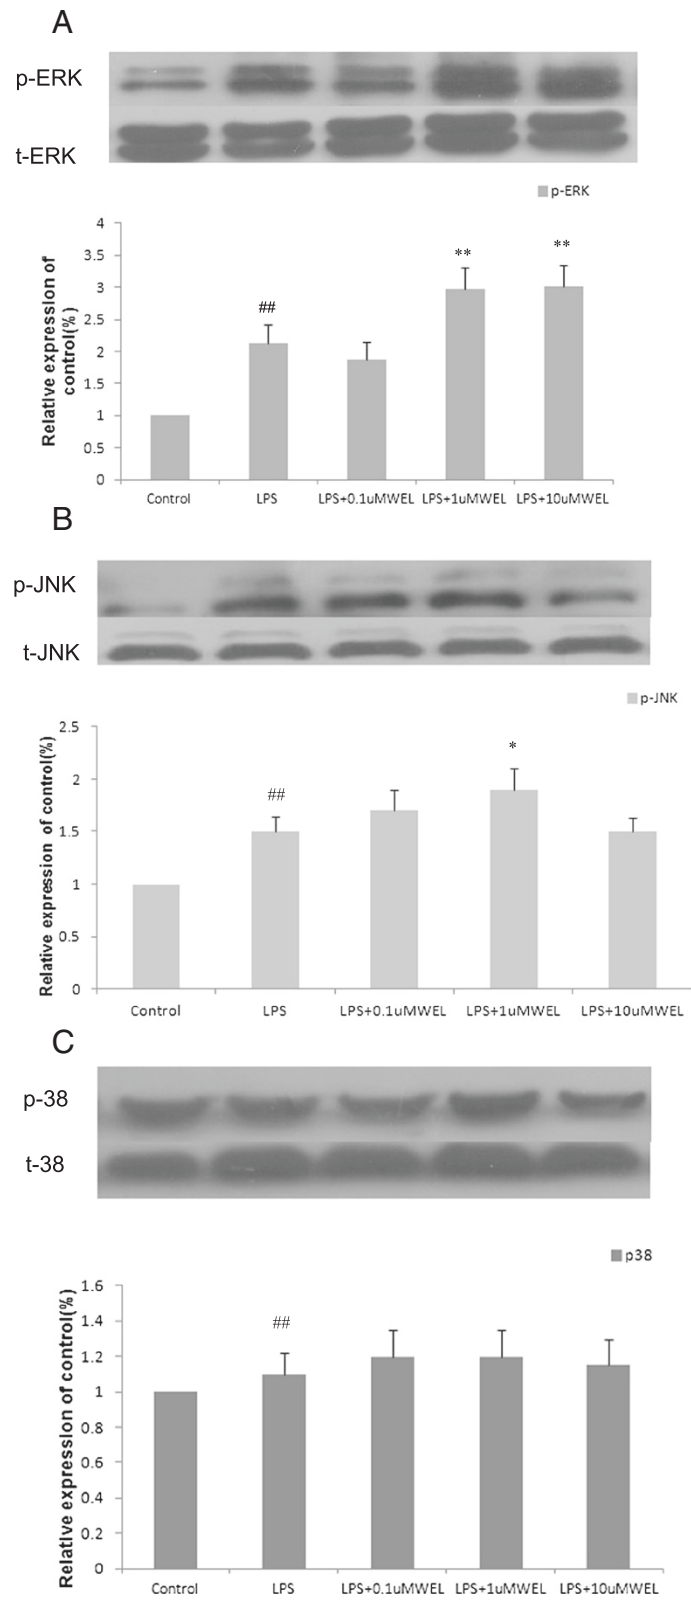 A
p-ERK
t-ERK
p-ERK
4
3.5
3
2.5
2
1.5
1
0.5
0
Relative expression of
control(%)
##
**
**
Control LPS LPS+0.1uMWEL LPS+1uMWEL LPS+10uMWEL
B
p-JNK
t-JNK
p-JNK
2.5
2
1.5
1
0.5
0
Relative expression of control(%)
##
*
Control LPS LPS+0.1uMWEL LPS+1uMWEL LPS+10uMWEL
C
p-38
t-38
p38
1.6
1.4
1.2
1
0.8
0.6
0.4
0.2
0
Relative expression of control(%)
##
Control LPS LPS+0.1uMWEL LPS+1uMWEL LPS+10uMWEL